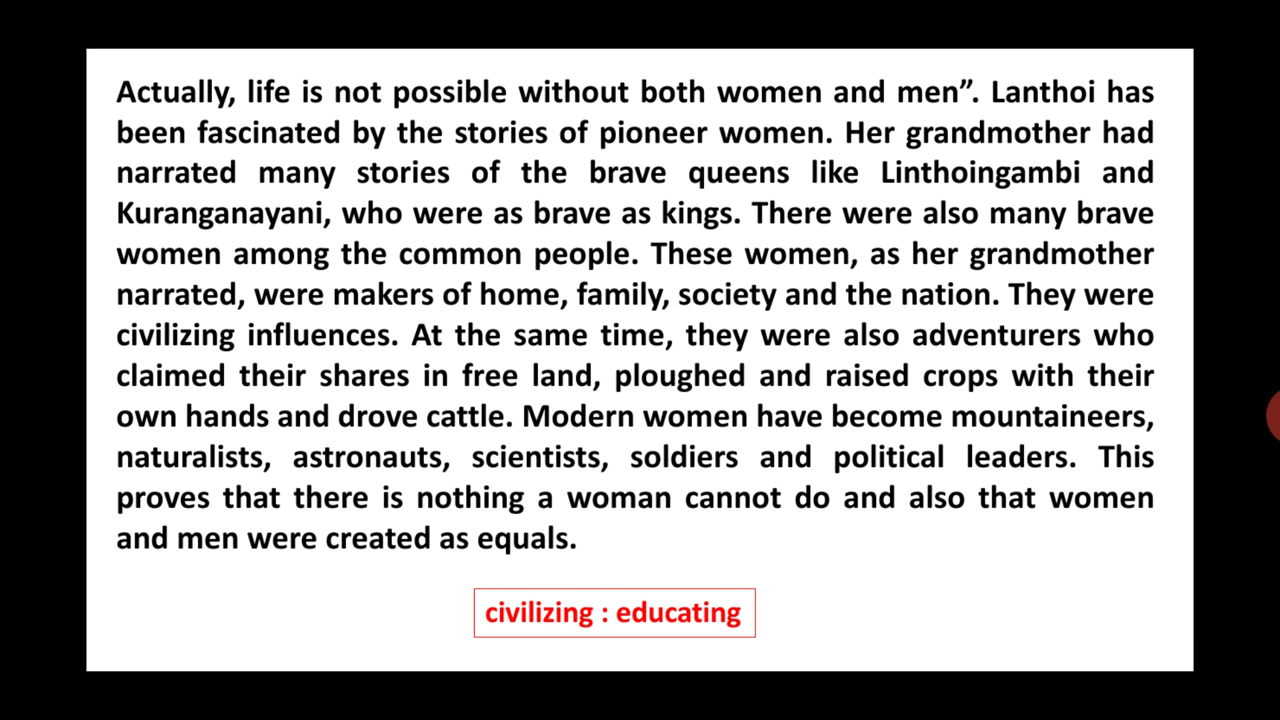 Actually, life is not possible without both women and men”. Lanthoi has
been fascinated by the stories of pioneer women. Her grandmother had
narrated many stories of the brave queens like Linthoingambi and
Kuranganayani, who were as brave as kings. There were also many brave
women among the common people. These women, as her grandmother
narrated, were makers of home, family, society and the nation. They were
civilizing influences. At the same time, they were also adventurers who
claimed their shares in free land, ploughed and raised crops with their
own hands and drove cattle. Modern women have become mountaineers,
naturalists, astronauts, scientists, soldiers and political leaders. This
proves that there is nothing a woman cannot do and also that women
and men were created as equals.
civilizing : educating